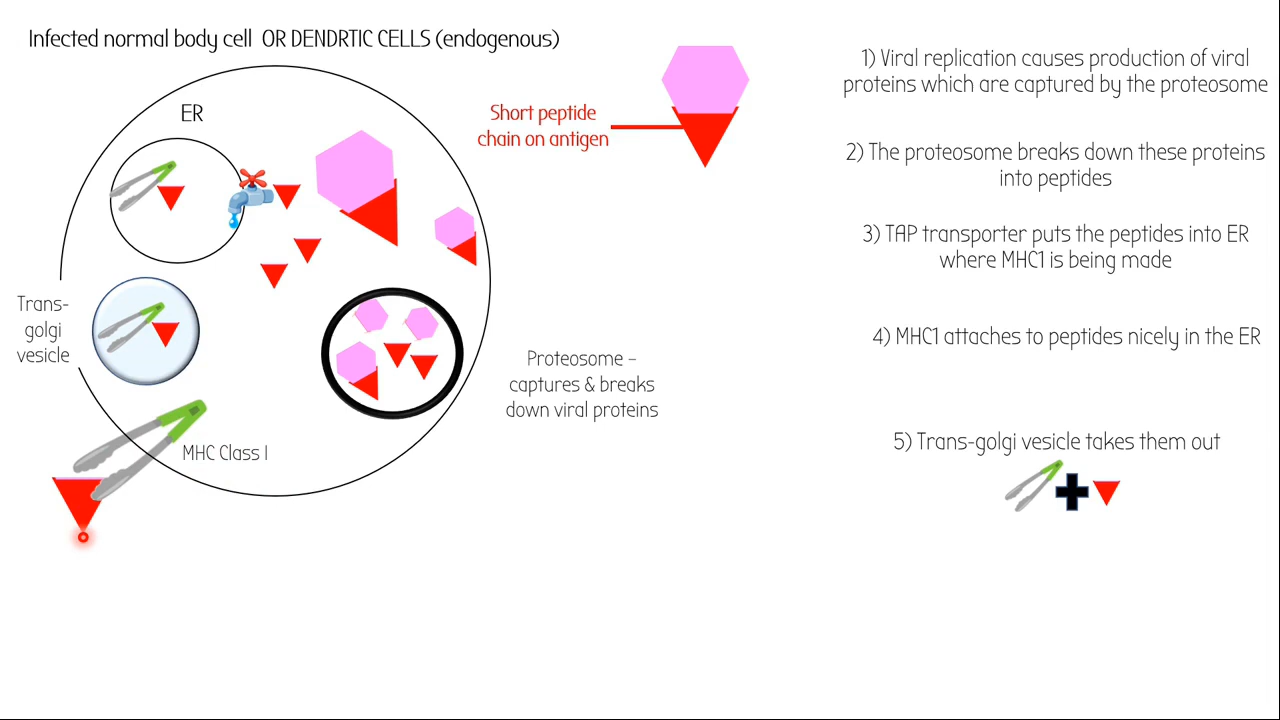 Infected normal body cell OR DENDRTIC CELLS (endogenous)
ER
Short peptide
chain on antigen
Trans-
golgi
vesicle
MHC Class I
Proteosome –
captures & breaks
down viral proteins
1) Viral replication causes production of viral
proteins which are captured by the proteosome
2) The proteosome breaks down these proteins
into peptides
3) TAP transporter puts the peptides into ER
where MHC1 is being made
4) MHC1 attaches to peptides nicely in the ER
5) Trans-golgi vesicle takes them out